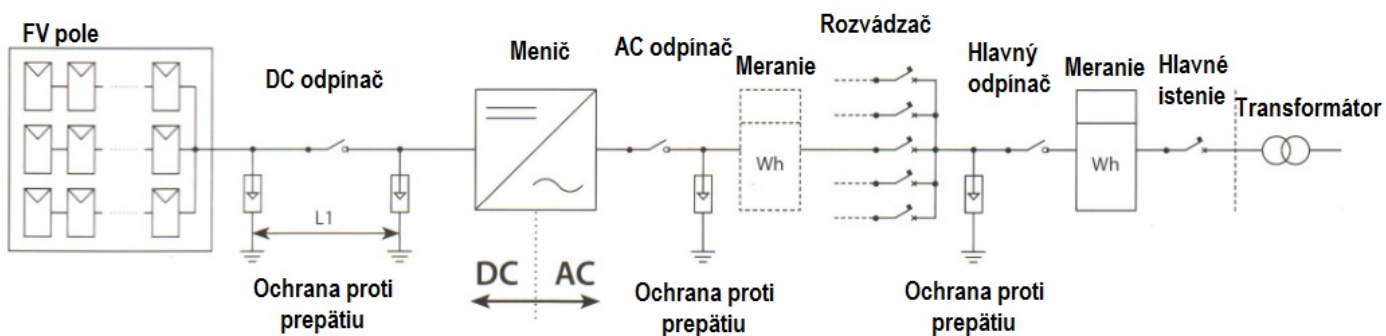 FV pole
DC odpínač
Menič
AC odpínač
Meranie
Rozvádzač
Hlavný
odpínač
Meranie
Hlavné
istenie
Transformátor
Wh
Wh
L1
DC
AC
Ochrana proti
prepätiu
Ochrana proti
prepätiu
Ochrana proti
prepätiu